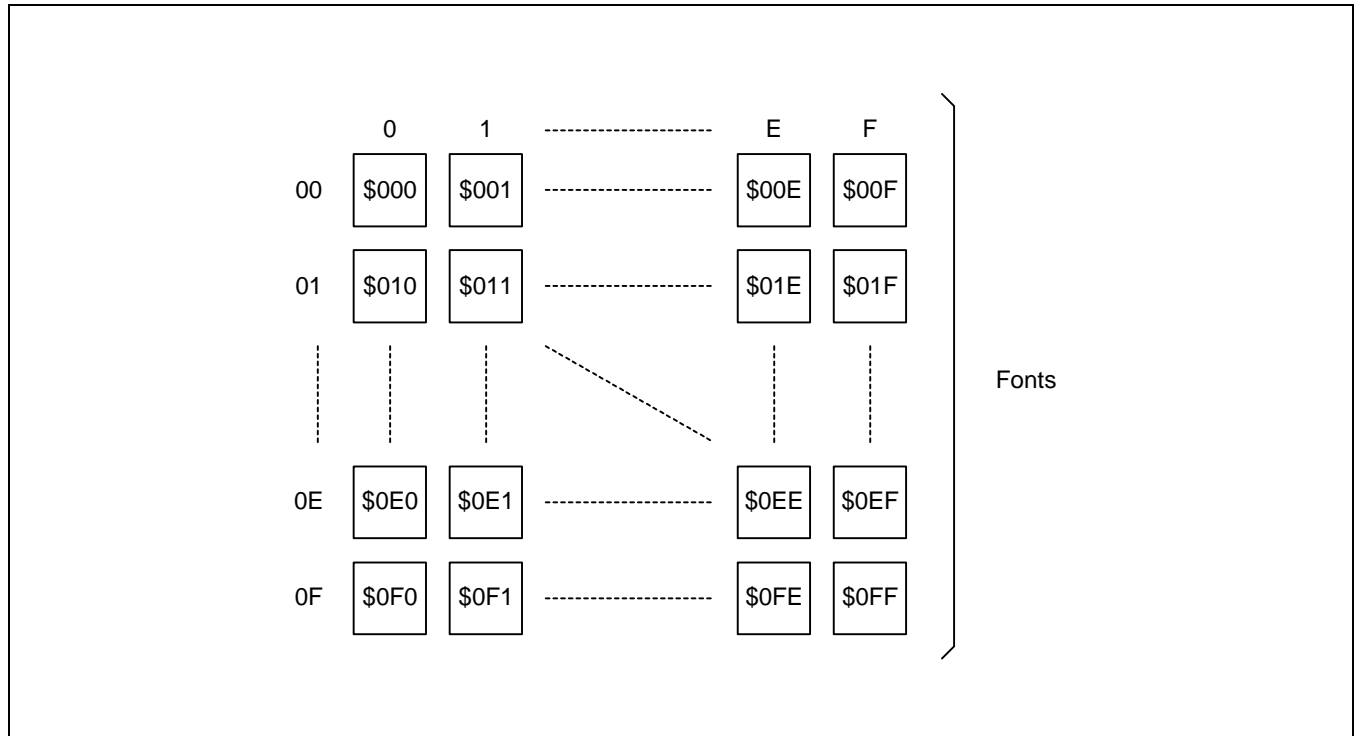 0 1 E F
00 $000 $001 $00E $00F
01 $010 $011 $01E $01F
Fonts
0E $0E0 $0E1 $0EE $0EF
0F $0F0 $0F1 $0FE $0FF